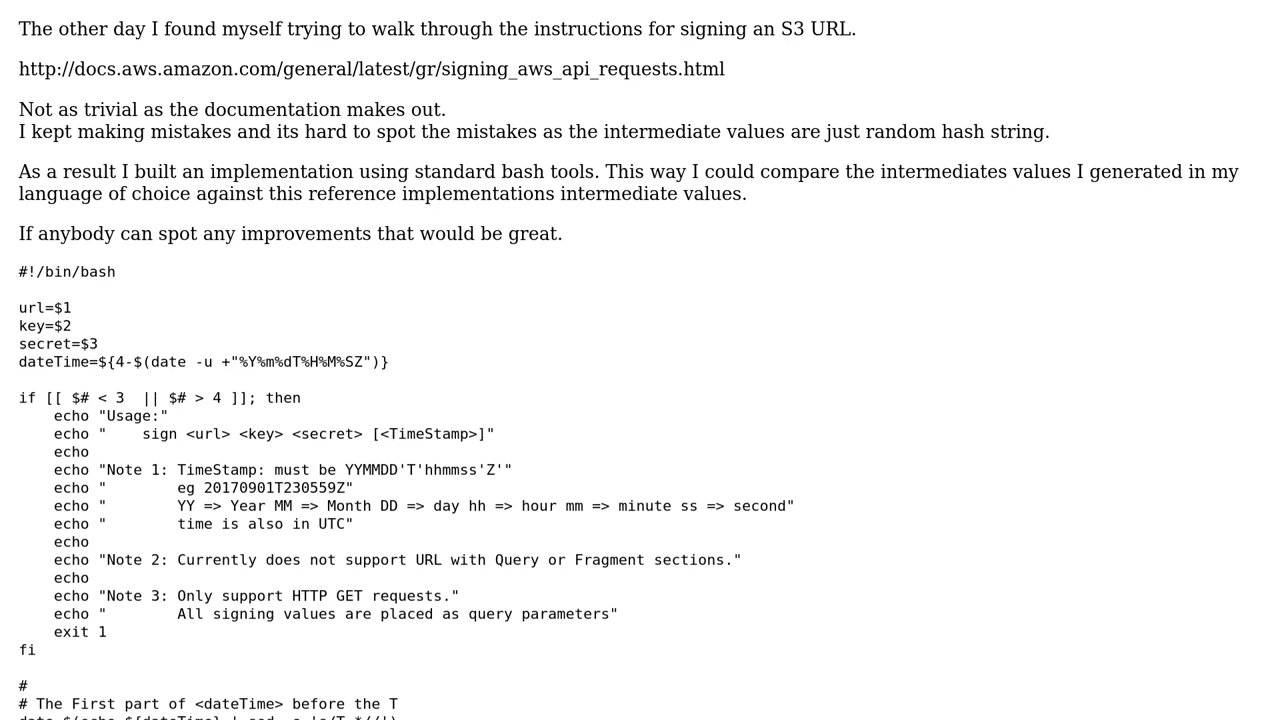 The other day I found myself trying to walk through the instructions for signing an S3 URL.
http://docs.aws.amazon.com/general/latest/gr/signing_aws_api_requests.html
Not as trivial as the documentation makes out.
I kept making mistakes and its hard to spot the mistakes as the intermediate values are just random hash string.
As a result I built an implementation using standard bash tools. This way I could compare the intermediates values I generated in my
language of choice against this reference implementations intermediate values.
If anybody can spot any improvements that would be great.
#!/bin/bash
url=$1
key=$2
secret=$3
dateTime=${4-$(date -u +"%Y%m%dT%H%M%SZ")}
if [[ $# < 3  || $# > 4 ]]; then
    echo "Usage:"
    echo "    sign <url> <key> <secret> [<TimeStamp>]"
    echo
    echo "Note 1: TimeStamp: must be YYMMDD'T'hhmmss'Z'"
    echo "        eg 20170901T230559Z"
    echo "        YY => Year MM => Month DD => day hh => hour mm => minute ss => second"
    echo "        time is also in UTC"
    echo
    echo "Note 2: Currently does not support URL with Query or Fragment sections."
    echo
    echo "Note 3: Only support HTTP GET requests."
    echo "        All signing values are placed as query parameters"
    exit 1
fi
#
# The First part of <dateTime> before the T